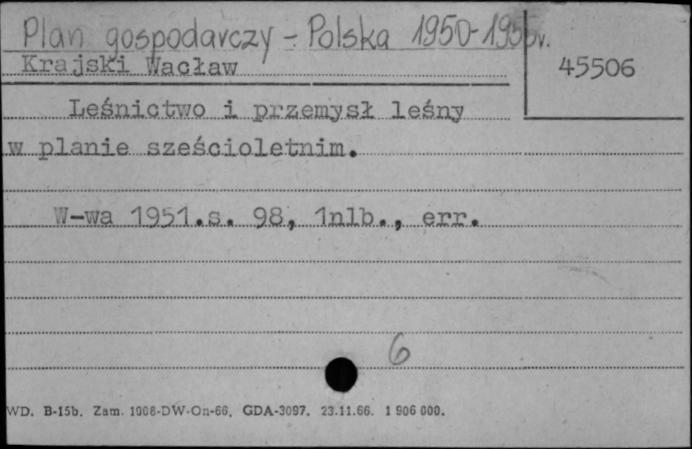 Plan gospodarczy - Polska 1950-1955r.
Krajski Wacław
45506
Leśnictwo i przemysł leśny
w planie sześcioletnim.
W-wa 1951.s. 98, 1nlb., err.
6
WD. B-15b. Zam. 1008-DW-On-66. GDA-3097. 23.11.66. 1 906 000.